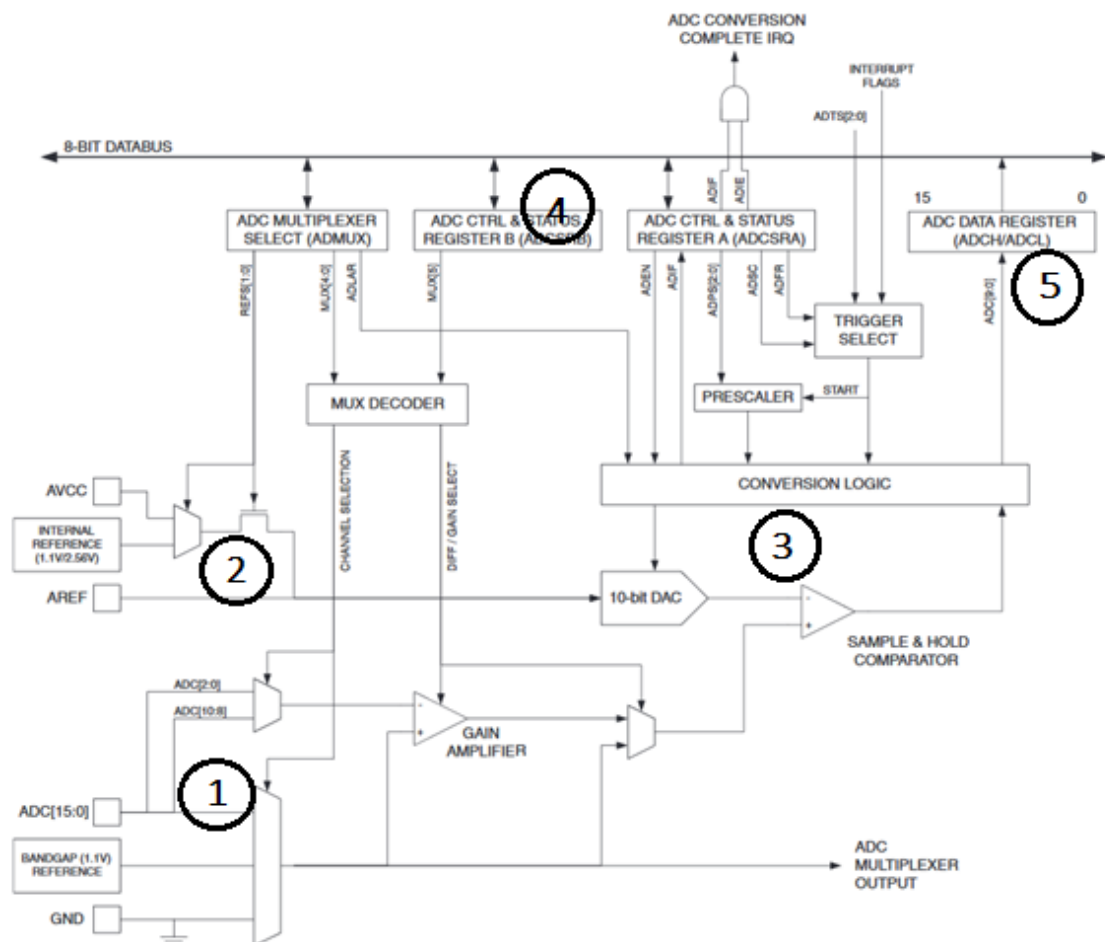 ADC CONVERSION
COMPLETE IRQ
INTERRUPT
FLAGS
ADTS[2:0]
8-BIT DATABUS
ADIF
ADIE
15
0
4
ADC MULTIPLEXER
SELECT (ADMUX)
ADC CTRL & STATUS
REGISTER B (ADCSRB)
ADC CTRL & STATUS
REGISTER A (ADCSRA)
ADC DATA REGISTER
(ADCH/ADCL)
REFS[1:0]
MUX[4:0]
ADLAR
MUX[5]
ADEN
ADIF
ADPS[2:0]
ADSC
ADFR
ADC[9:0]
5
TRIGGER
SELECT
MUX DECODER
PRESCALER
START
AVCC
CHANNEL SELECTION
DIFF / GAIN SELECT
CONVERSION LOGIC
INTERNAL
REFERENCE
(1.1V/2.56V)
2
3
AREF
10-bit DAC
-
+
SAMPLE & HOLD
COMPARATOR
ADC[2:0]
ADC[10:8]
-
+
GAIN
AMPLIFIER
1
ADC[15:0]
BANDGAP (1.1V)
REFERENCE
ADC
MULTIPLEXER
OUTPUT
GND